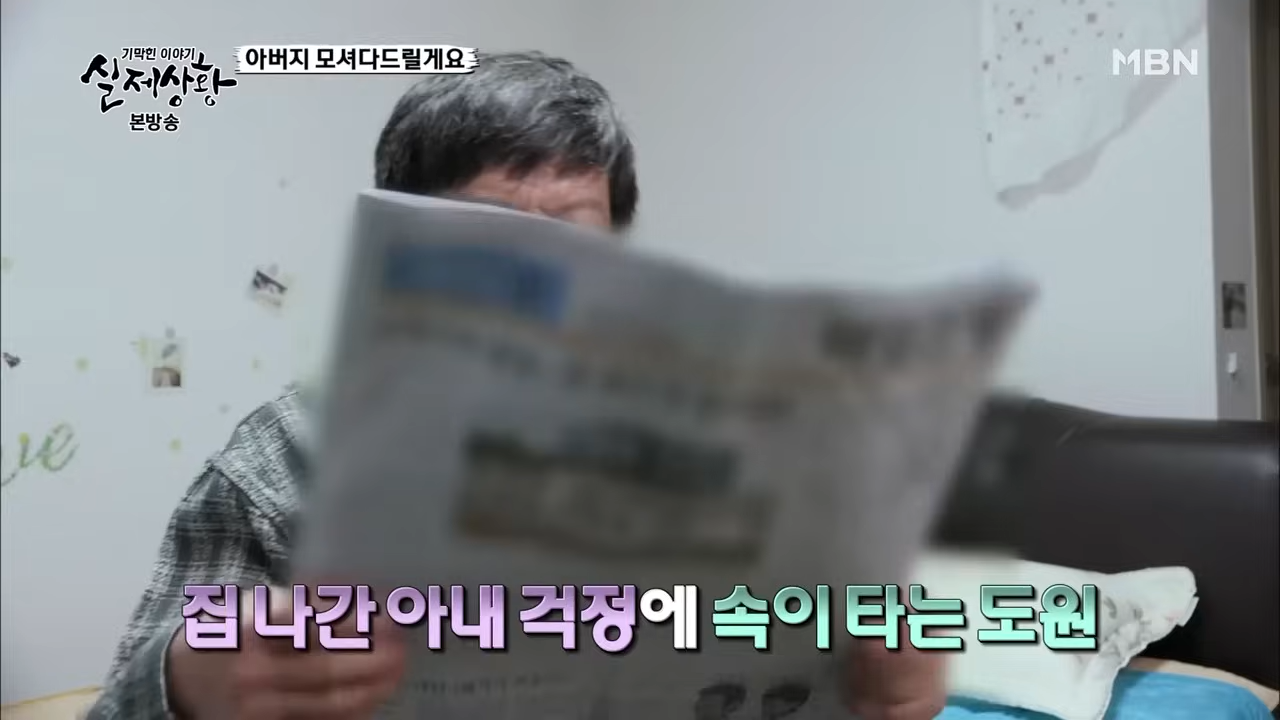 기막힌 이야기
실제상황
본방송
아버지 모셔다드릴게요
MBN
집 나간 아내 걱정에 속이 타는 도원